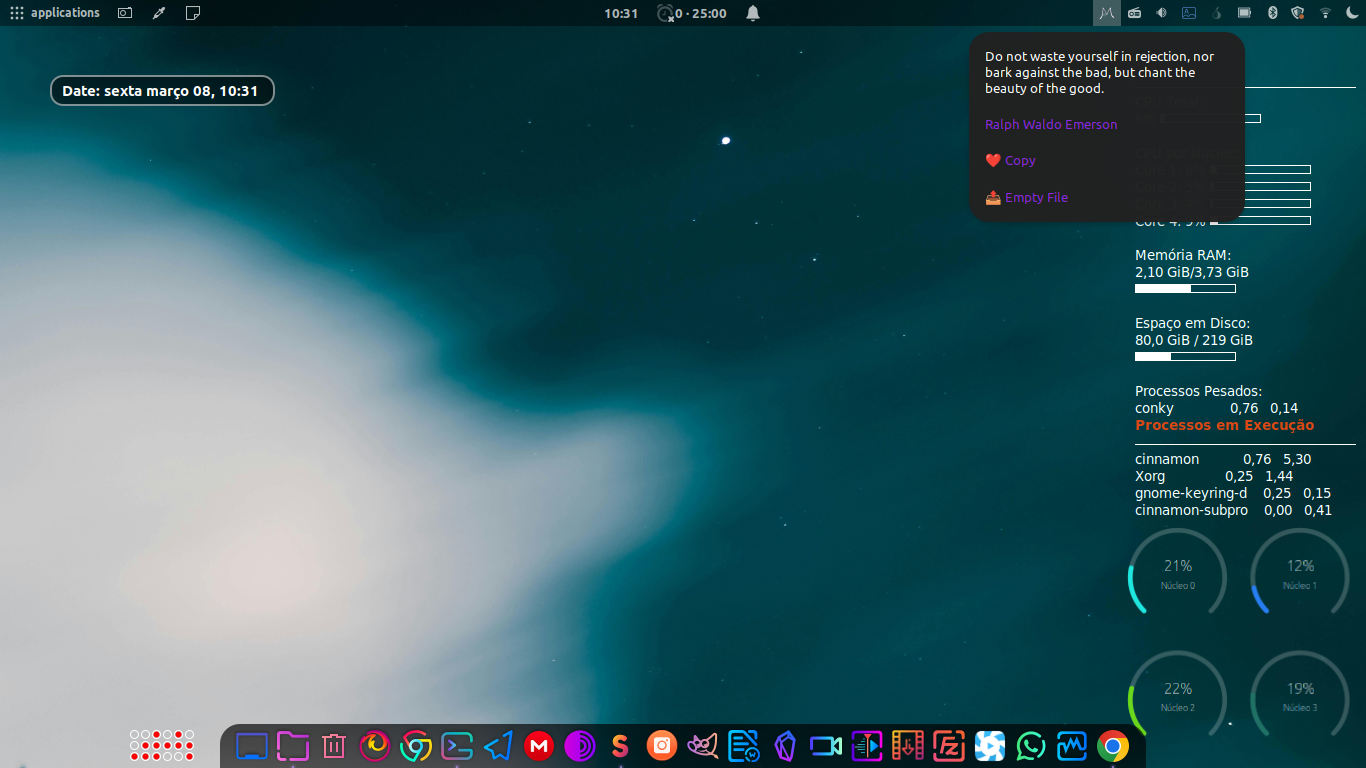 applications
10:31
0 · 25:00
Date: sexta março 08, 10:31
Do not waste yourself in rejection, nor
bark against the bad, but chant the
beauty of the good.
Ralph Waldo Emerson
❤️ Copy
📤 Empty File
Core 4: 9%
Memória RAM:
2,10 GiB/3,73 GiB
Espaço em Disco:
80,0 GiB / 219 GiB
Processos Pesados:
conky 0,76 0,14
Processos em Execução
cinnamon 0,76 5,30
Xorg 0,25 1,44
gnome-keyring-d 0,25 0,15
cinnamon-subpro 0,00 0,41
21%
Núcleo 0
12%
Núcleo 1
22%
Núcleo 2
19%
Núcleo 3